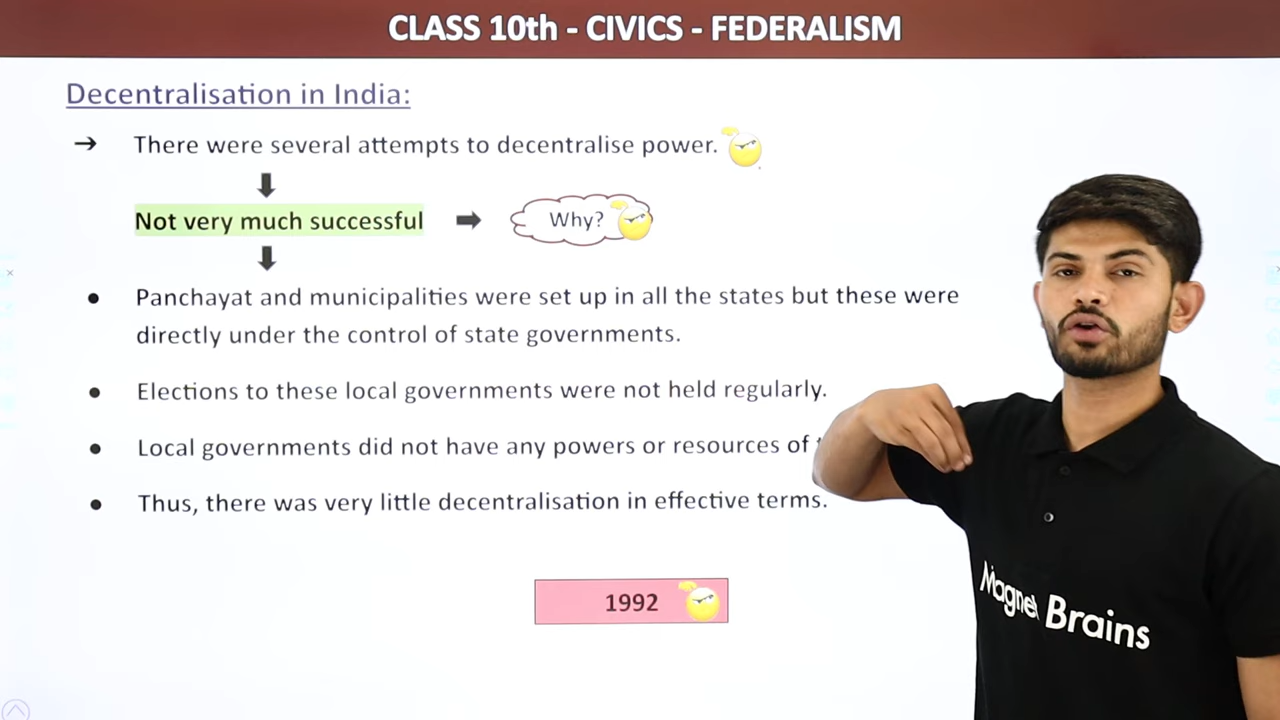 CLASS 10th - CIVICS - FEDERALISM
Decentralisation in India:
➔ There were several attempts to decentralise power.
Not very much successful ➡ Why?
● Panchayat and municipalities were set up in all the states but these were
directly under the control of state governments.
● Elections to these local governments were not held regularly.
● Local governments did not have any powers or resources of
● Thus, there was very little decentralisation in effective terms.
1992
Magnet Brains